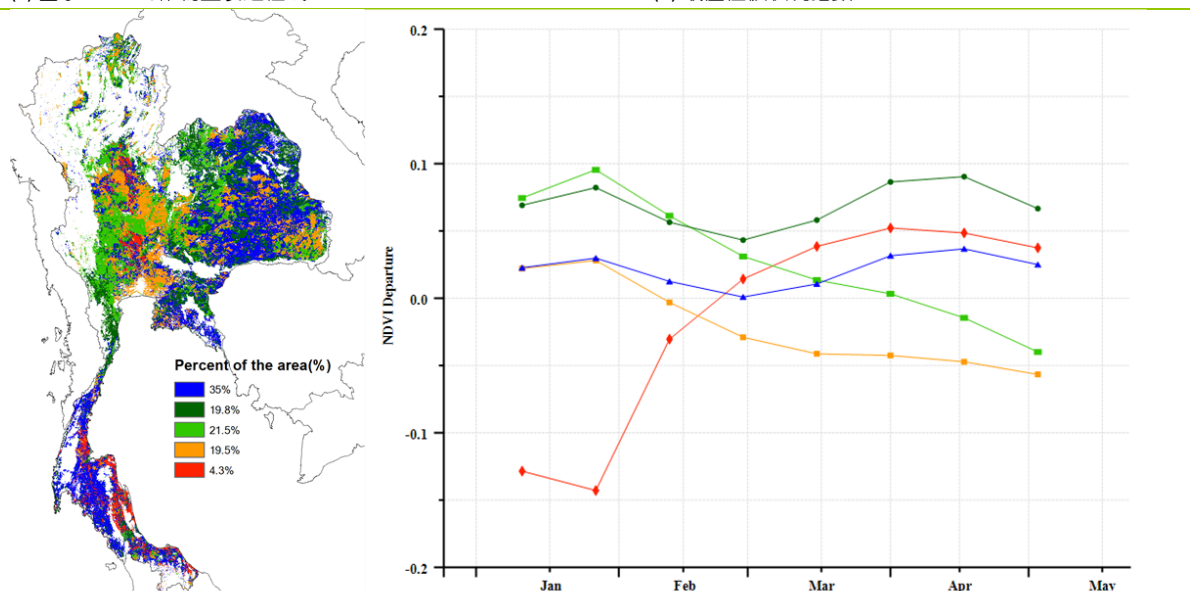 Percent of the area(%)
35%
19.8%
21.5%
19.5%
4.3%
NDVI Departure
0.2
0.1
0.0
-0.1
-0.2
Jan
Feb
Mar
Apr
May